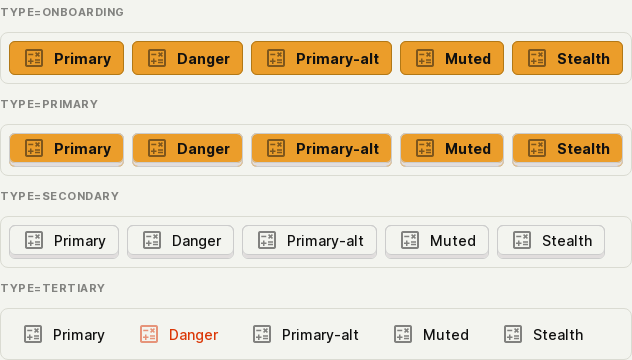 TYPE=ONBOARDING
Primary Danger Primary-alt Muted Stealth
TYPE=PRIMARY
Primary Danger Primary-alt Muted Stealth
TYPE=SECONDARY
Primary Danger Primary-alt Muted Stealth
TYPE=TERTIARY
Primary Danger Primary-alt Muted Stealth